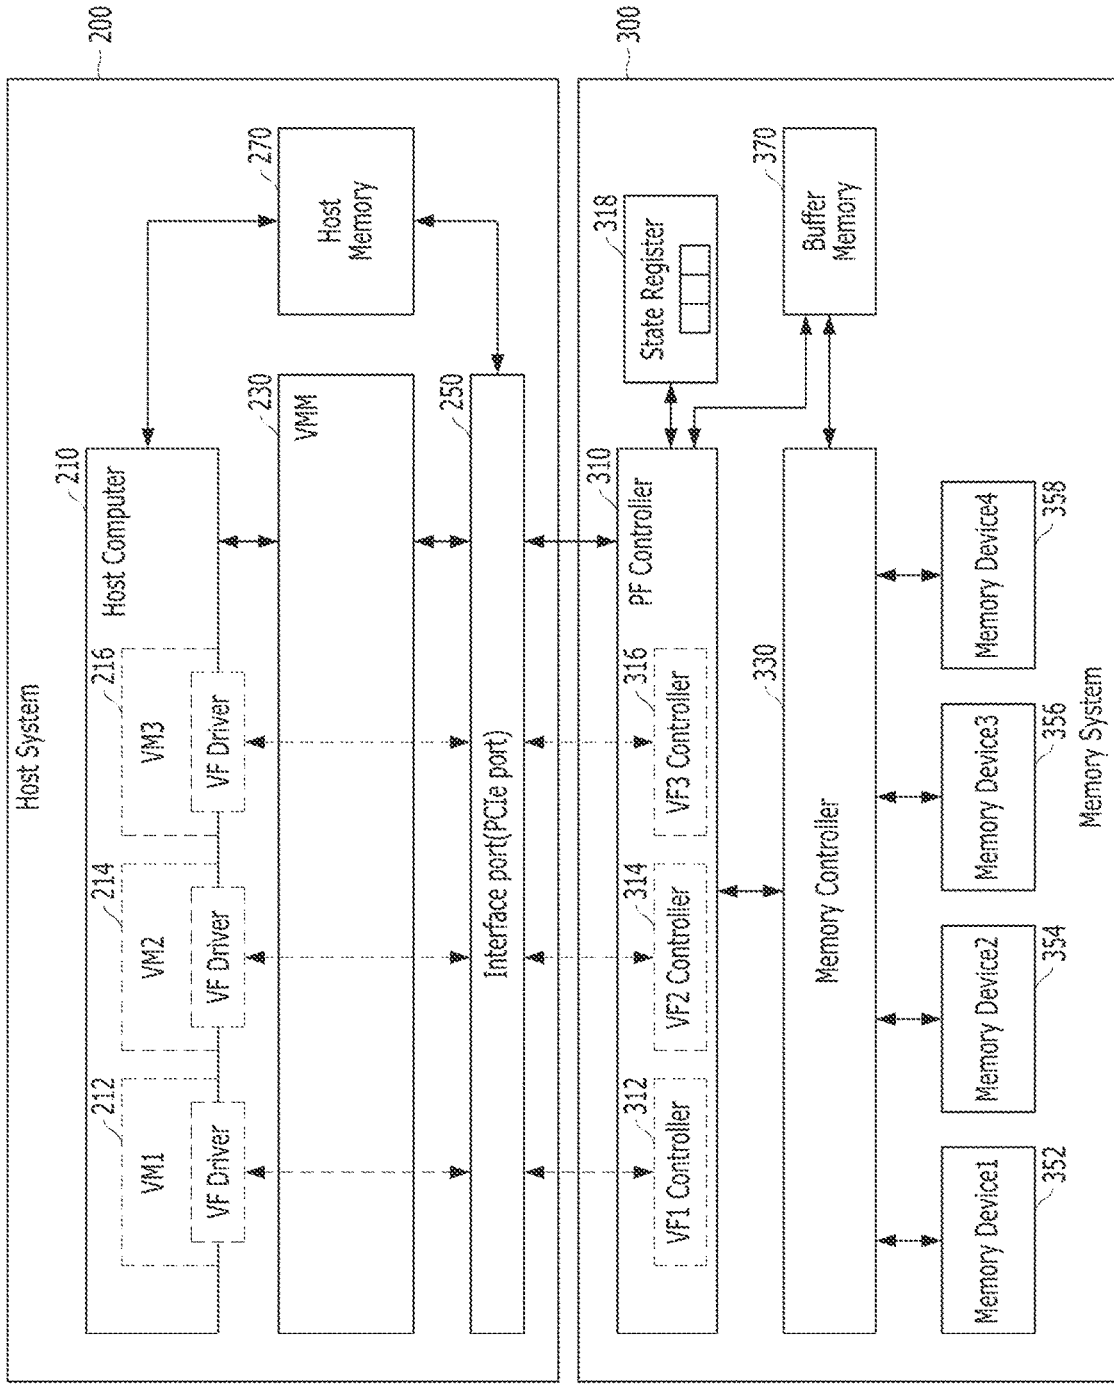 Host System
200
Host Computer
210
VM1
212
VF Driver
VM2
214
VF Driver
VM3
216
VF Driver
VMM
230
Host
Memory
270
Interface port(PCIe port)
250
300
PF Controller
310
VF1 Controller
312
VF2 Controller
314
VF3 Controller
316
State Register
318
Memory Controller
330
Buffer
Memory
370
Memory Device1
352
Memory Device2
354
Memory Device3
356
Memory Device4
358
Memory System